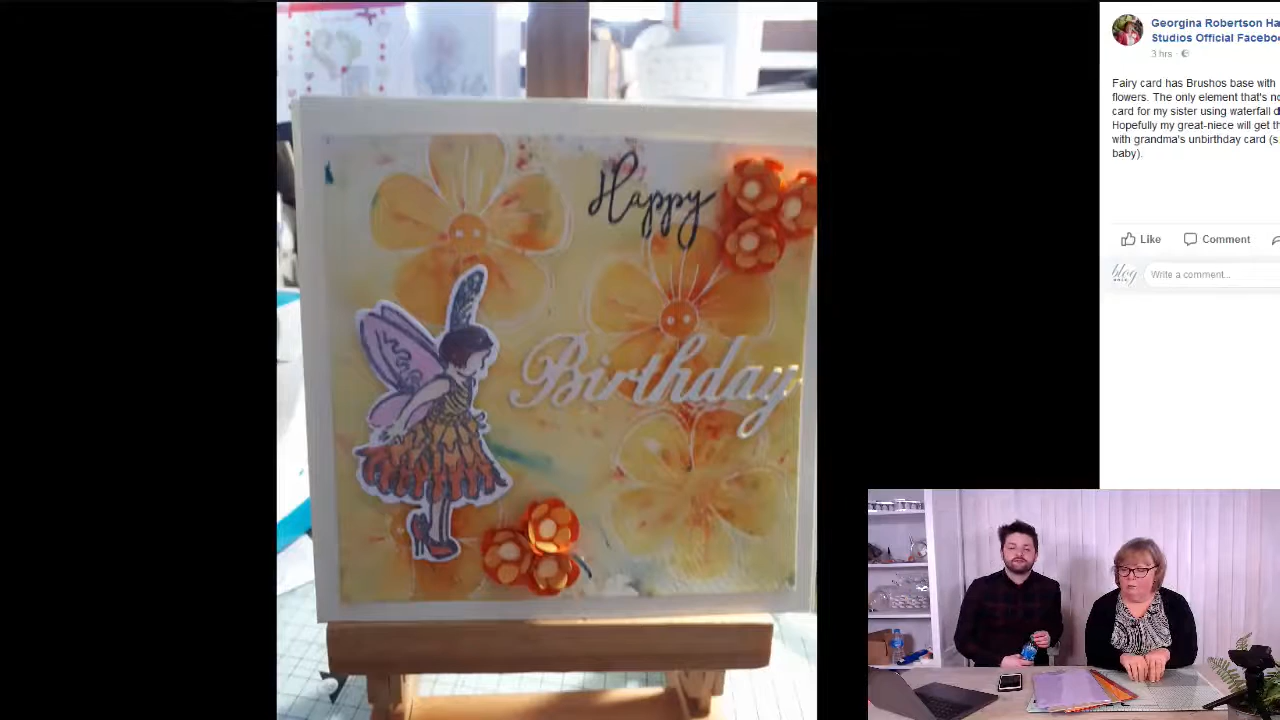 Happy
Birthday
Georgina Robertson Ha
Studios Official Facebo
3 hrs ·
Fairy card has Brushos base with
flowers. The only element that's no
card for my sister using waterfall d
Hopefully my great-niece will get th
with grandma's unbirthday card (s
baby).
Like
Comment
blog
Write a comment...